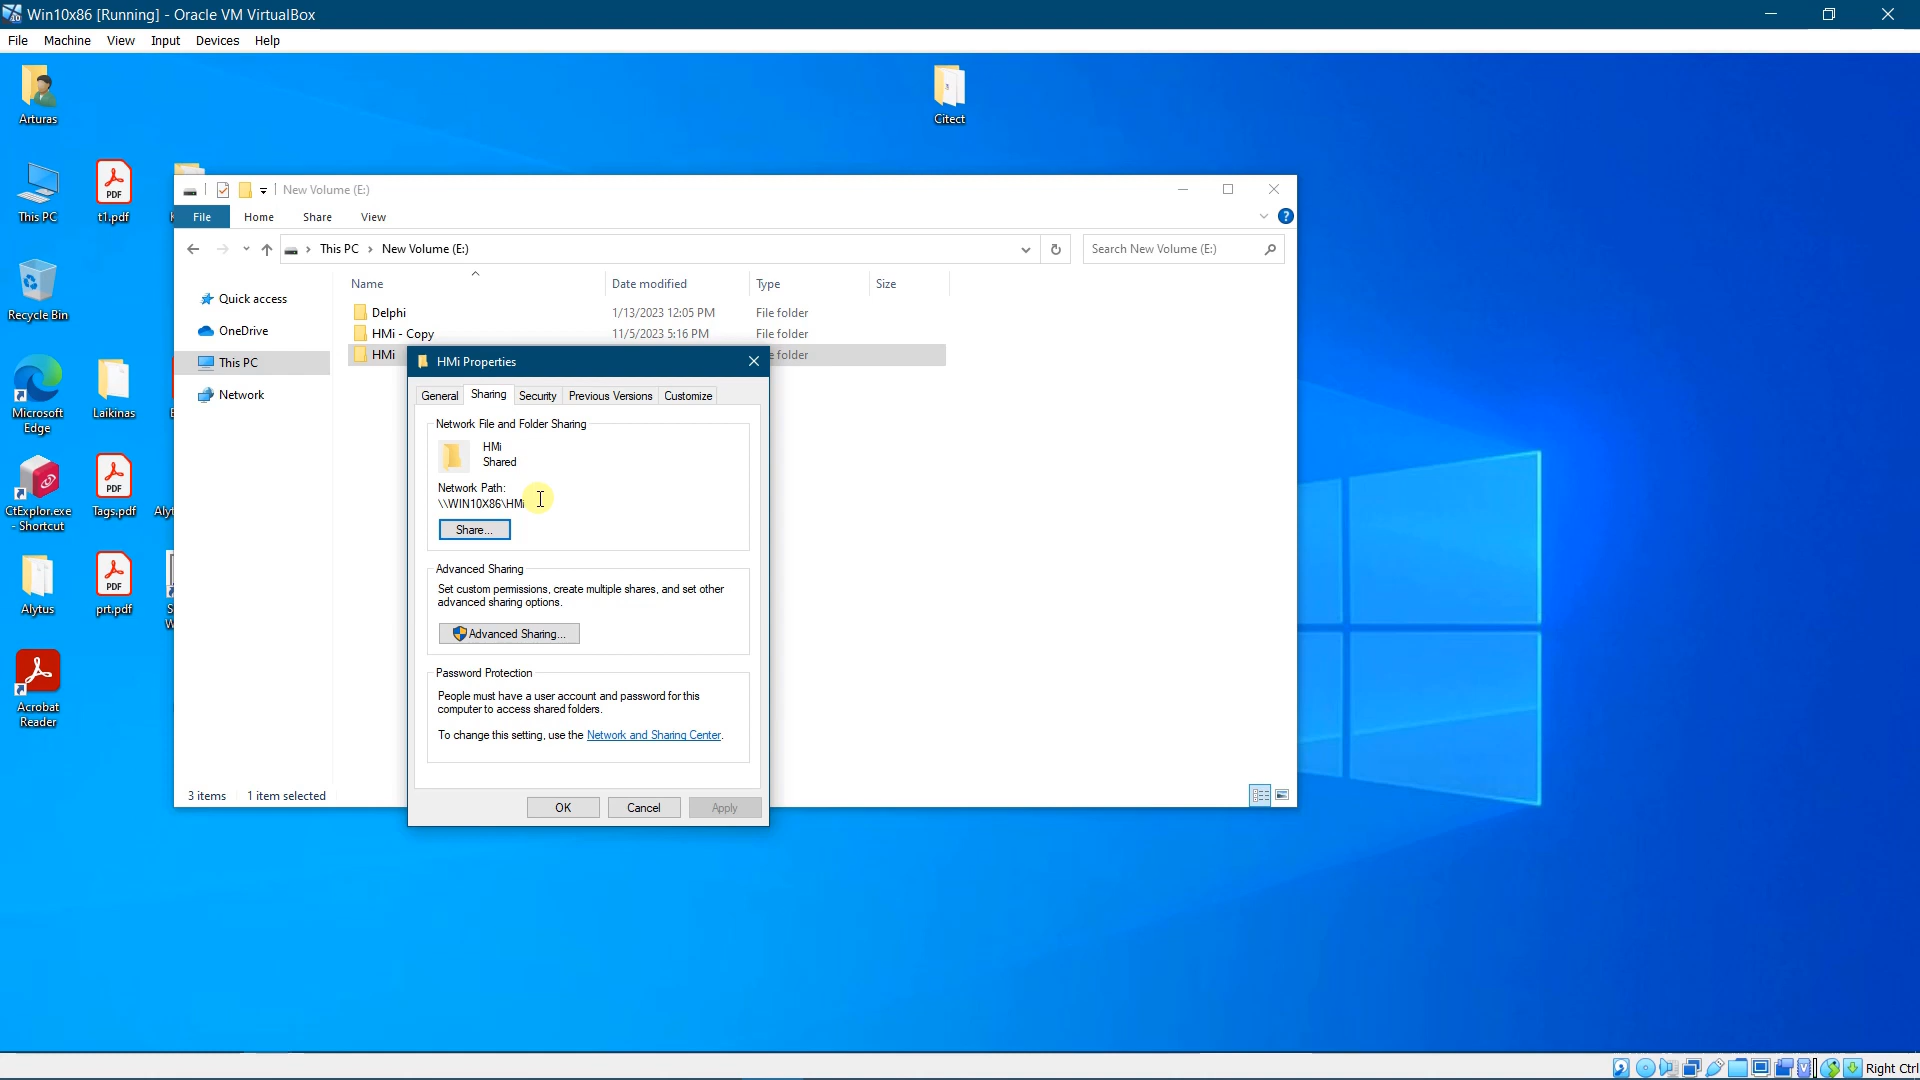 Win10x86 [Running] - Oracle VM VirtualBox
File Machine View Input Devices Help
Arturas
Citect
This PC
PDF
t1.pdf
Recycle Bin
Microsoft
Edge
Laikinas
CtExplor.exe
- Shortcut
Tags.pdf
Alytus
PDF
prt.pdf
Acrobat
Reader
New Volume (E:)
File Home Share View
This PC > New Volume (E:)
Search New Volume (E:)
Quick access
OneDrive
This PC
Network
Name Date modified Type Size
Delphi 1/13/2023 12:05 PM File folder
HMi - Copy 11/5/2023 5:16 PM File folder
HMi
folder
3 items 1 item selected
HMi Properties
General Sharing Security Previous Versions Customize
Network File and Folder Sharing
HMi
Shared
Network Path:
\\WIN10X86\HMi
Share...
Advanced Sharing
Set custom permissions, create multiple shares, and set other
advanced sharing options.
Advanced Sharing...
Password Protection
People must have a user account and password for this
computer to access shared folders.
To change this setting, use the Network and Sharing Center.
OK Cancel Apply
Right Ctrl